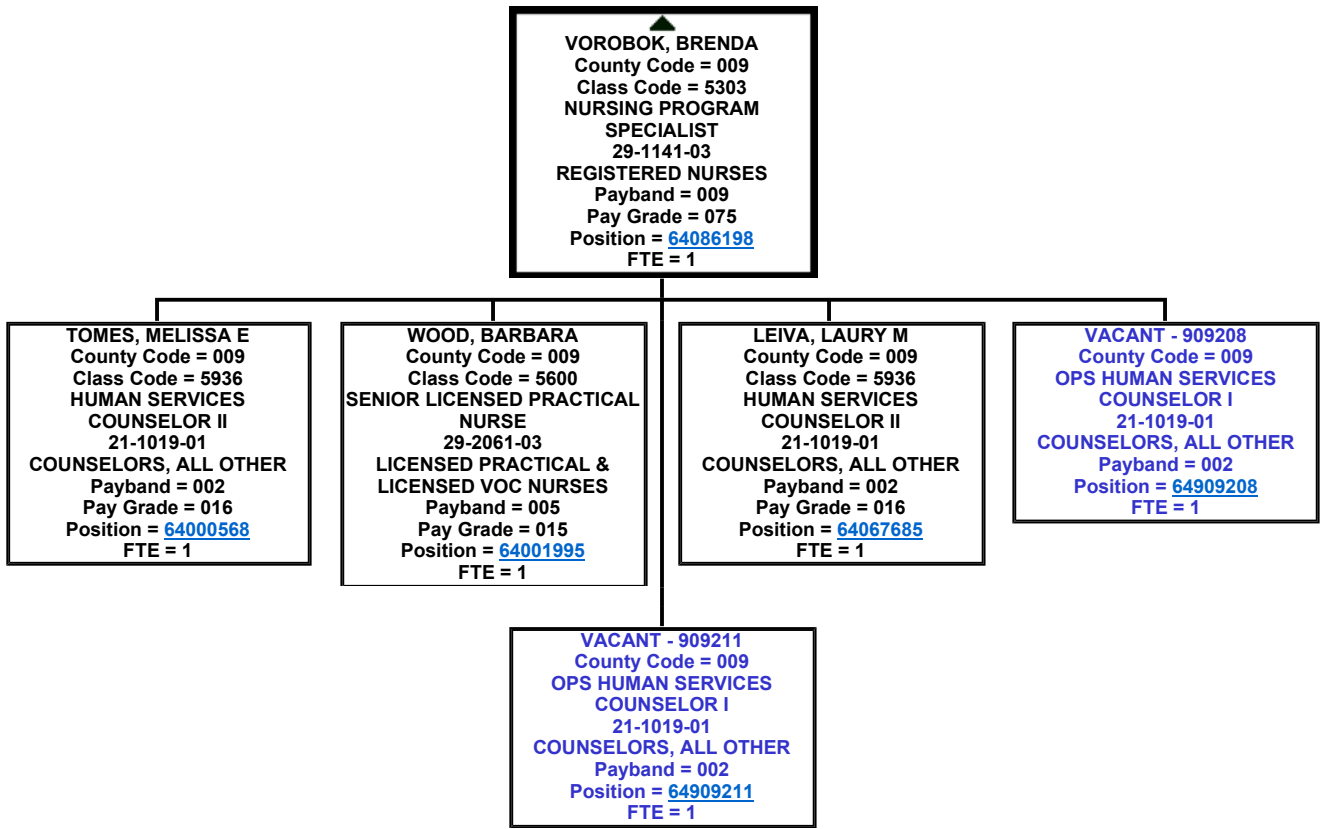 VOROBOK, BRENDA
County Code = 009
Class Code = 5303
NURSING PROGRAM
SPECIALIST
29-1141-03
REGISTERED NURSES
Payband = 009
Pay Grade = 075
Position = 64086198
FTE = 1
TOMES, MELISSA E
County Code = 009
Class Code = 5936
HUMAN SERVICES
COUNSELOR II
21-1019-01
COUNSELORS, ALL OTHER
Payband = 002
Pay Grade = 016
Position = 64000568
FTE = 1
WOOD, BARBARA
County Code = 009
Class Code = 5600
SENIOR LICENSED PRACTICAL
NURSE
29-2061-03
LICENSED PRACTICAL &
LICENSED VOC NURSES
Payband = 005
Pay Grade = 015
Position = 64001995
FTE = 1
LEIVA, LAURY M
County Code = 009
Class Code = 5936
HUMAN SERVICES
COUNSELOR II
21-1019-01
COUNSELORS, ALL OTHER
Payband = 002
Pay Grade = 016
Position = 64067685
FTE = 1
VACANT - 909208
County Code = 009
OPS HUMAN SERVICES
COUNSELOR I
21-1019-01
COUNSELORS, ALL OTHER
Payband = 002
Position = 64909208
FTE = 1
VACANT - 909211
County Code = 009
OPS HUMAN SERVICES
COUNSELOR I
21-1019-01
COUNSELORS, ALL OTHER
Payband = 002
Position = 64909211
FTE = 1